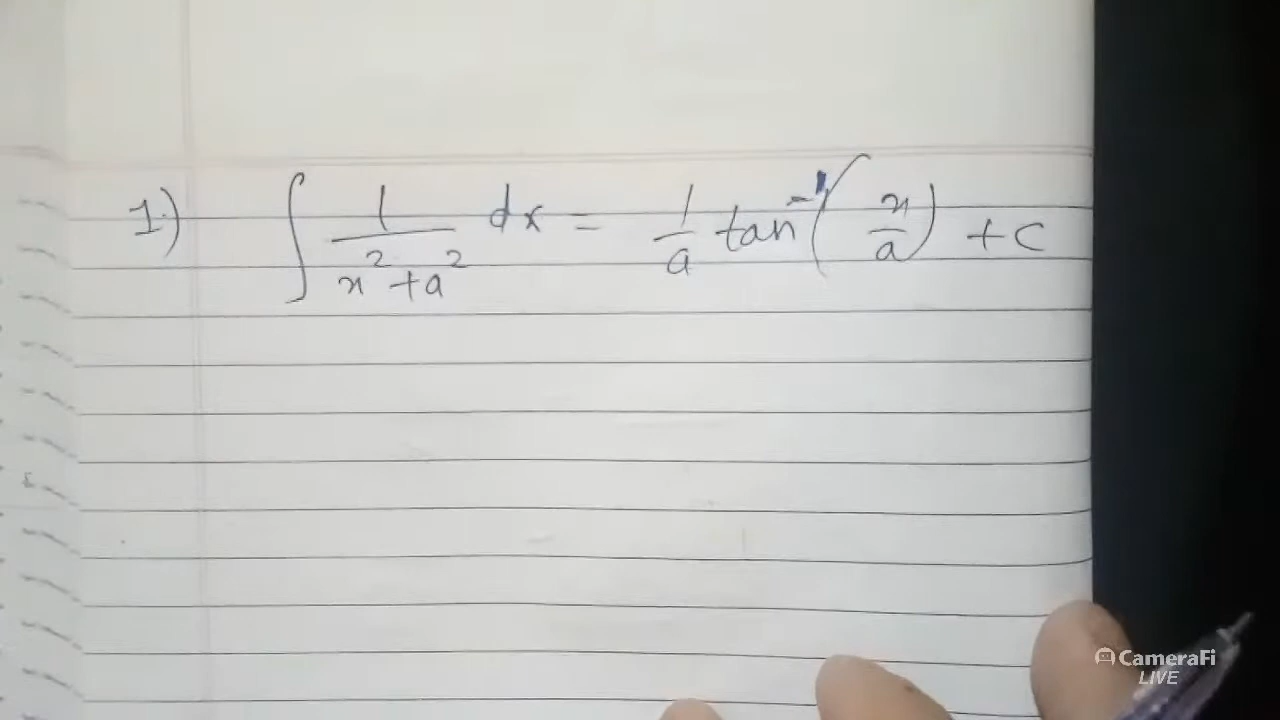 1) ∫ 1/(x²+a²) dx = 1/a tan⁻¹(x/a) + c
CameraFi
LIVE